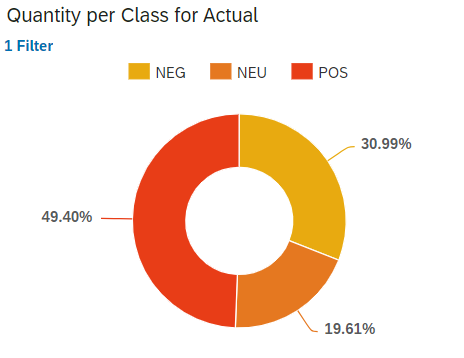 Quantity per Class for Actual
1 Filter
NEG NEU POS
30.99%
49.40%
19.61%